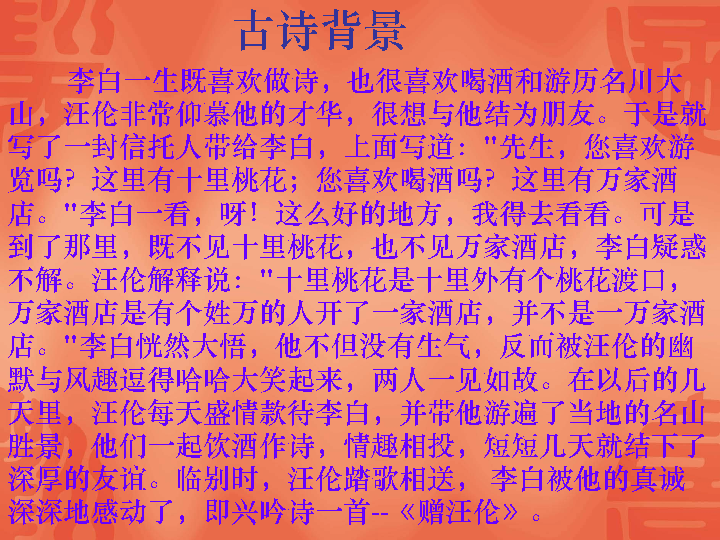 古诗背景
李白一生既喜欢做诗，也很喜欢喝酒和游历名川大
山，汪伦非常仰慕他的才华，很想与他结为朋友。于是就
写了一封信托人带给李白，上面写道："先生，您喜欢游
览吗？这里有十里桃花；您喜欢喝酒吗？这里有万家酒
店。"李白一看，呀！这么好的地方，我得去看看。可是
到了那里，既不见十里桃花，也不见万家酒店，李白疑惑
不解。汪伦解释说："十里桃花是十里外有个桃花渡口，
万家酒店是有个姓万的人开了一家酒店，并不是一万家酒
店。"李白恍然大悟，他不但没有生气，反而被汪伦的幽
默与风趣逗得哈哈大笑起来，两人一见如故。在以后的几
天里，汪伦每天盛情款待李白，并带他游遍了当地的名山
胜景，他们一起饮酒作诗，情趣相投，短短几天就结下了
深厚的友谊。临别时，汪伦踏歌相送， 李白被他的真诚
深深地感动了，即兴吟诗一首--《赠汪伦》。